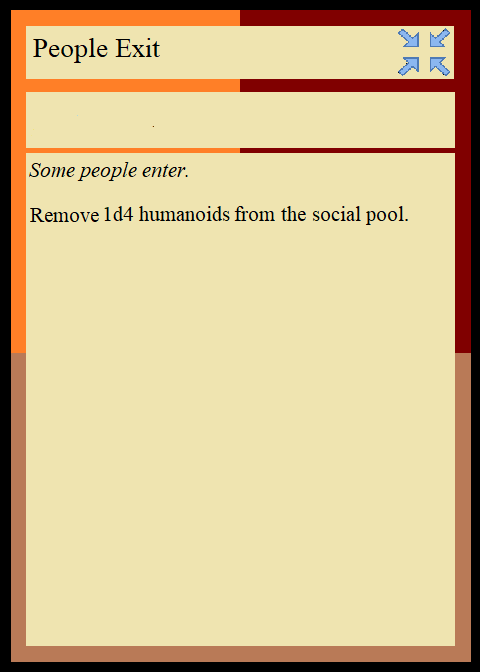 People Exit
Some people enter.
Remove 1d4 humanoids from the social pool.